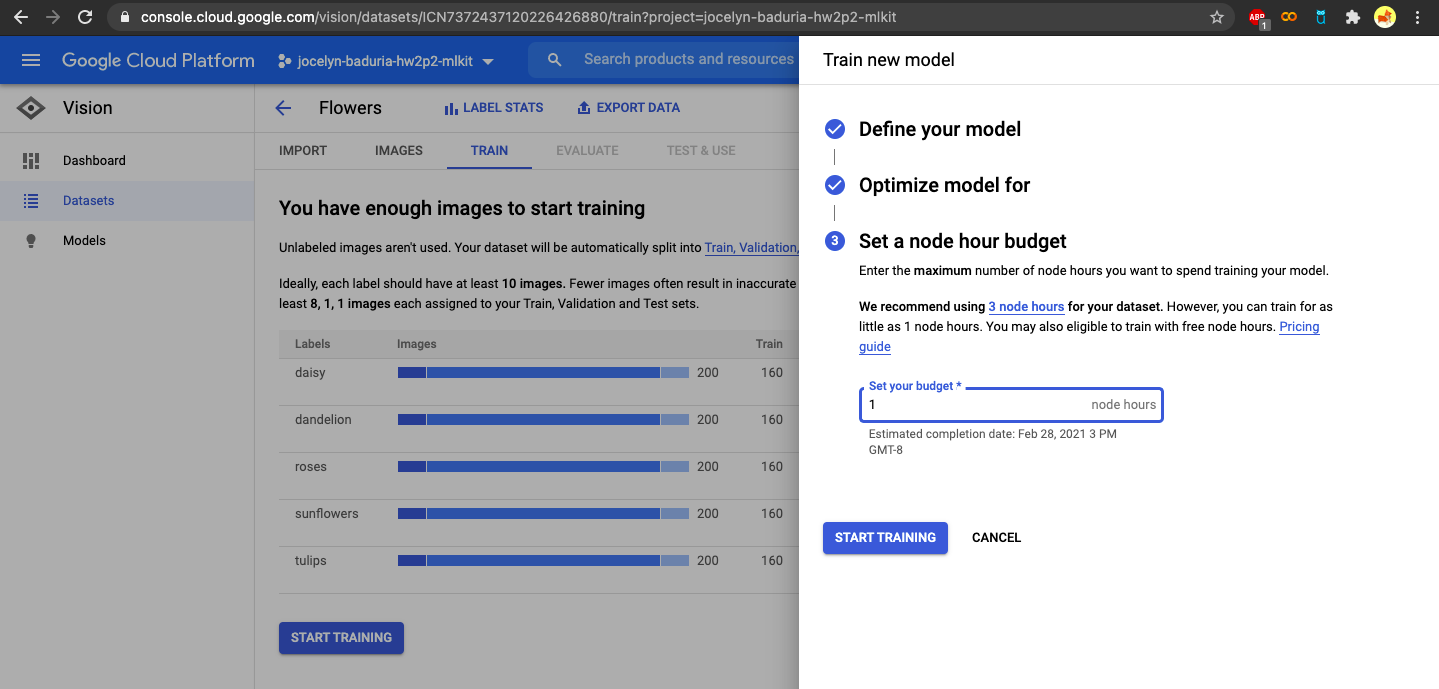 console.cloud.google.com/vision/datasets/ICN7372437120226426880/train?project=jocelyn-baduria-hw2p2-mlkit
ABP
1
Google Cloud Platform
jocelyn-baduria-hw2p2-mlkit
Search products and resources
Vision
Flowers
LABEL STATS
EXPORT DATA
Dashboard
Datasets
Models
IMPORT
IMAGES
TRAIN
EVALUATE
TEST & USE
You have enough images to start training
Unlabeled images aren't used. Your dataset will be automatically split into Train, Validation,
Ideally, each label should have at least 10 images. Fewer images often result in inaccurate
least 8, 1, 1 images each assigned to your Train, Validation and Test sets.
Labels Images Train
daisy 200 160
dandelion 200 160
roses 200 160
sunflowers 200 160
tulips 200 160
START TRAINING
Train new model
Define your model
Optimize model for
3 Set a node hour budget
Enter the maximum number of node hours you want to spend training your model.
We recommend using 3 node hours for your dataset. However, you can train for as
little as 1 node hours. You may also eligible to train with free node hours. Pricing
guide
Set your budget *
1 node hours
Estimated completion date: Feb 28, 2021 3 PM
GMT-8
START TRAINING
CANCEL